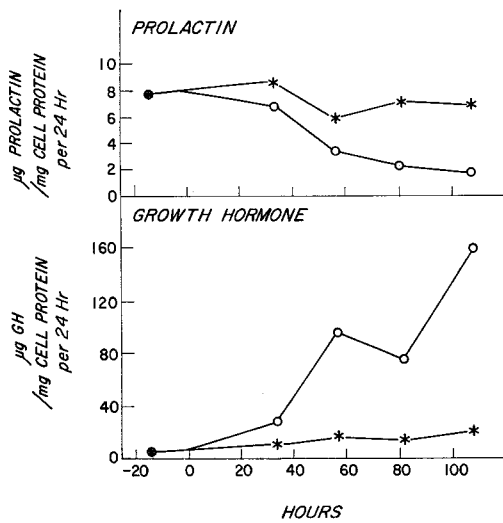 PROLACTIN
10
8
6
4
2
0
µg PROLACTIN
/mg CELL PROTEIN
per 24 Hr
GROWTH HORMONE
160
120
80
40
0
µg GH
/mg CELL PROTEIN
per 24 Hr
-20 0 20 40 60 80 100
HOURS